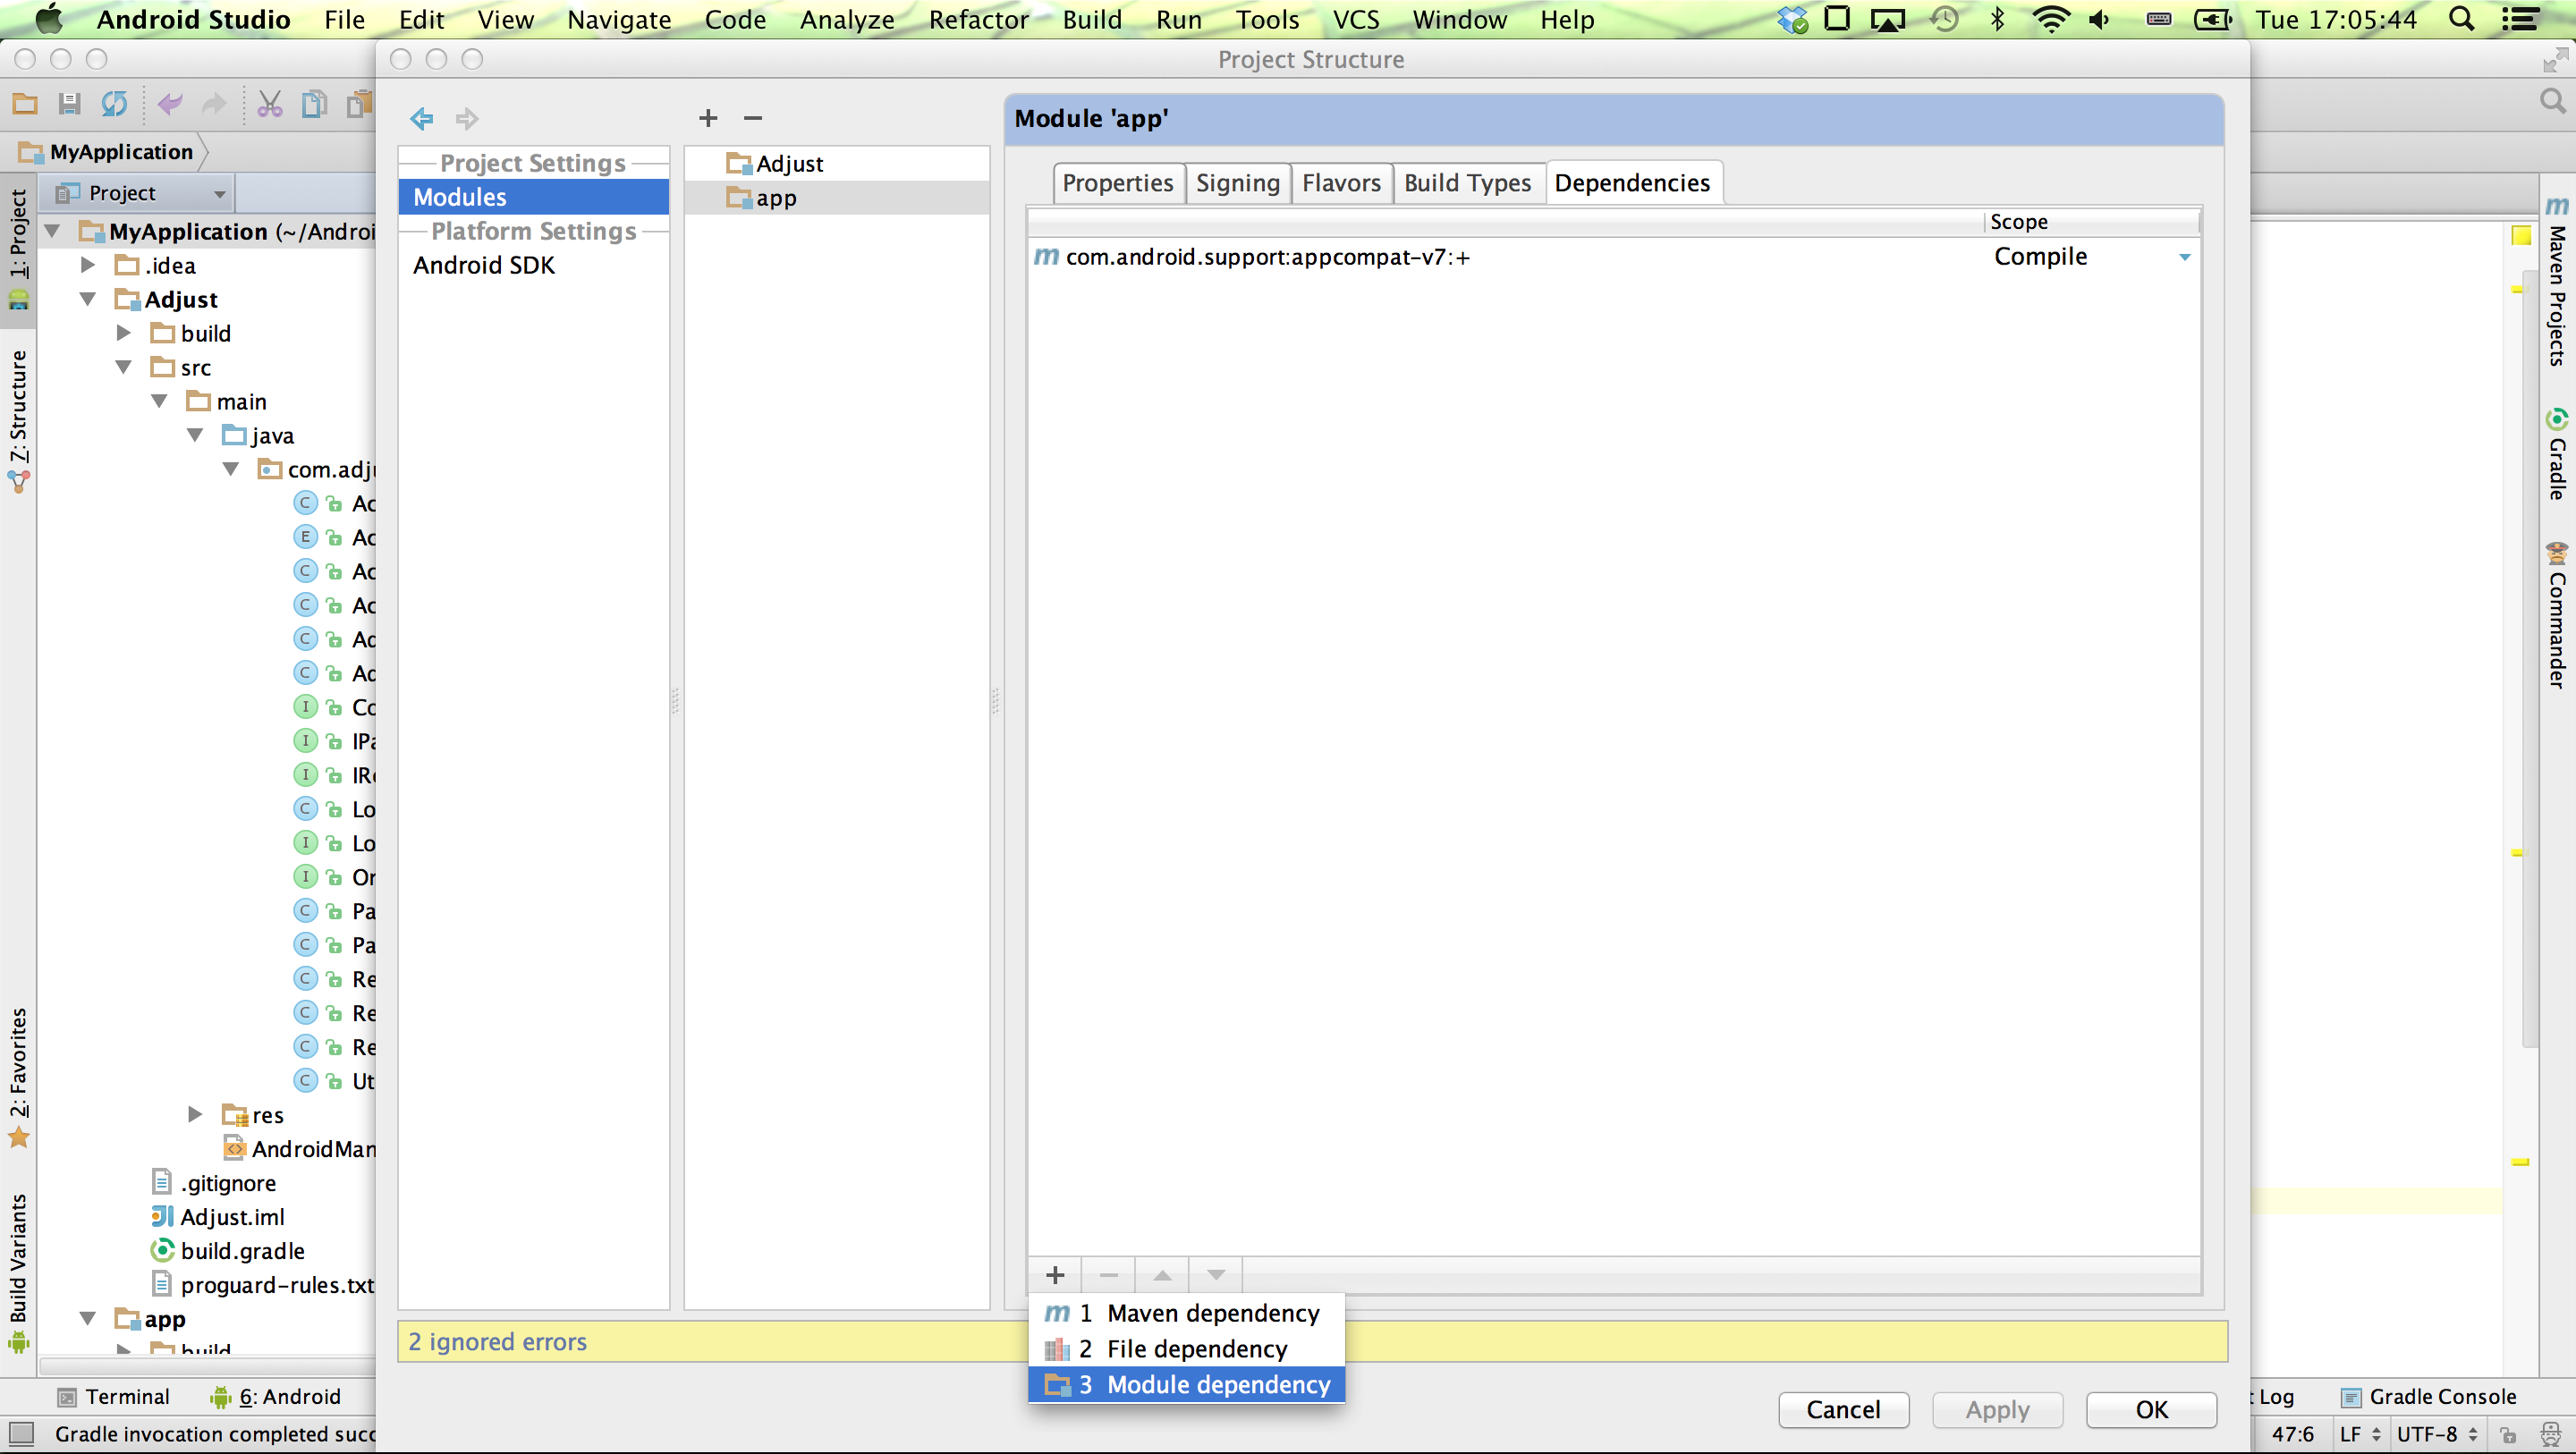 Android Studio File Edit View Navigate Code Analyze Refactor Build Run Tools VCS Window Help Tue 17:05:44
Project Structure
MyApplication
Project
1: Project
7: Structure
2: Favorites
Build Variants
MyApplication (~/Androi
.idea
Adjust
build
src
main
java
com.adju
Ac
Ac
Ac
Ac
Ad
Ad
Co
IPa
IRe
Lo
Lo
Or
Pa
Pa
Re
Re
Re
Ut
res
AndroidMan
.gitignore
Adjust.iml
build.gradle
proguard-rules.txt
app
build
Project Settings
Modules
Platform Settings
Android SDK
Adjust
app
Module 'app'
Properties Signing Flavors Build Types Dependencies
Scope
m com.android.support:appcompat-v7:+ Compile
m 1 Maven dependency
2 File dependency
3 Module dependency
2 ignored errors
Cancel Apply OK
m Maven Projects
Gradle
Commander
Terminal 6: Android t Log Gradle Console
Gradle invocation completed succ 47:6 LF UTF-8